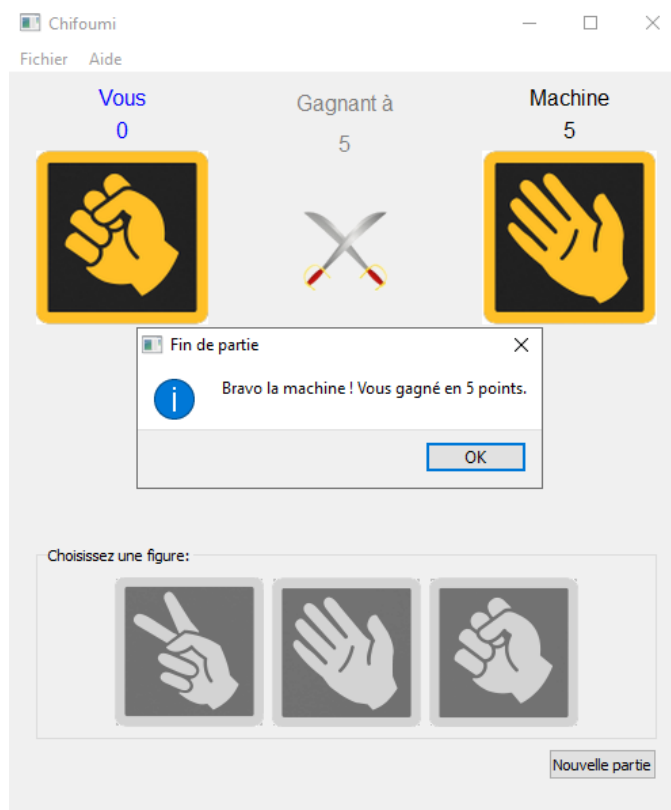 Chifoumi
Fichier Aide
Vous Gagnant à Machine
0 5 5
Fin de partie
Bravo la machine ! Vous gagné en 5 points.
OK
Choisissez une figure:
Nouvelle partie